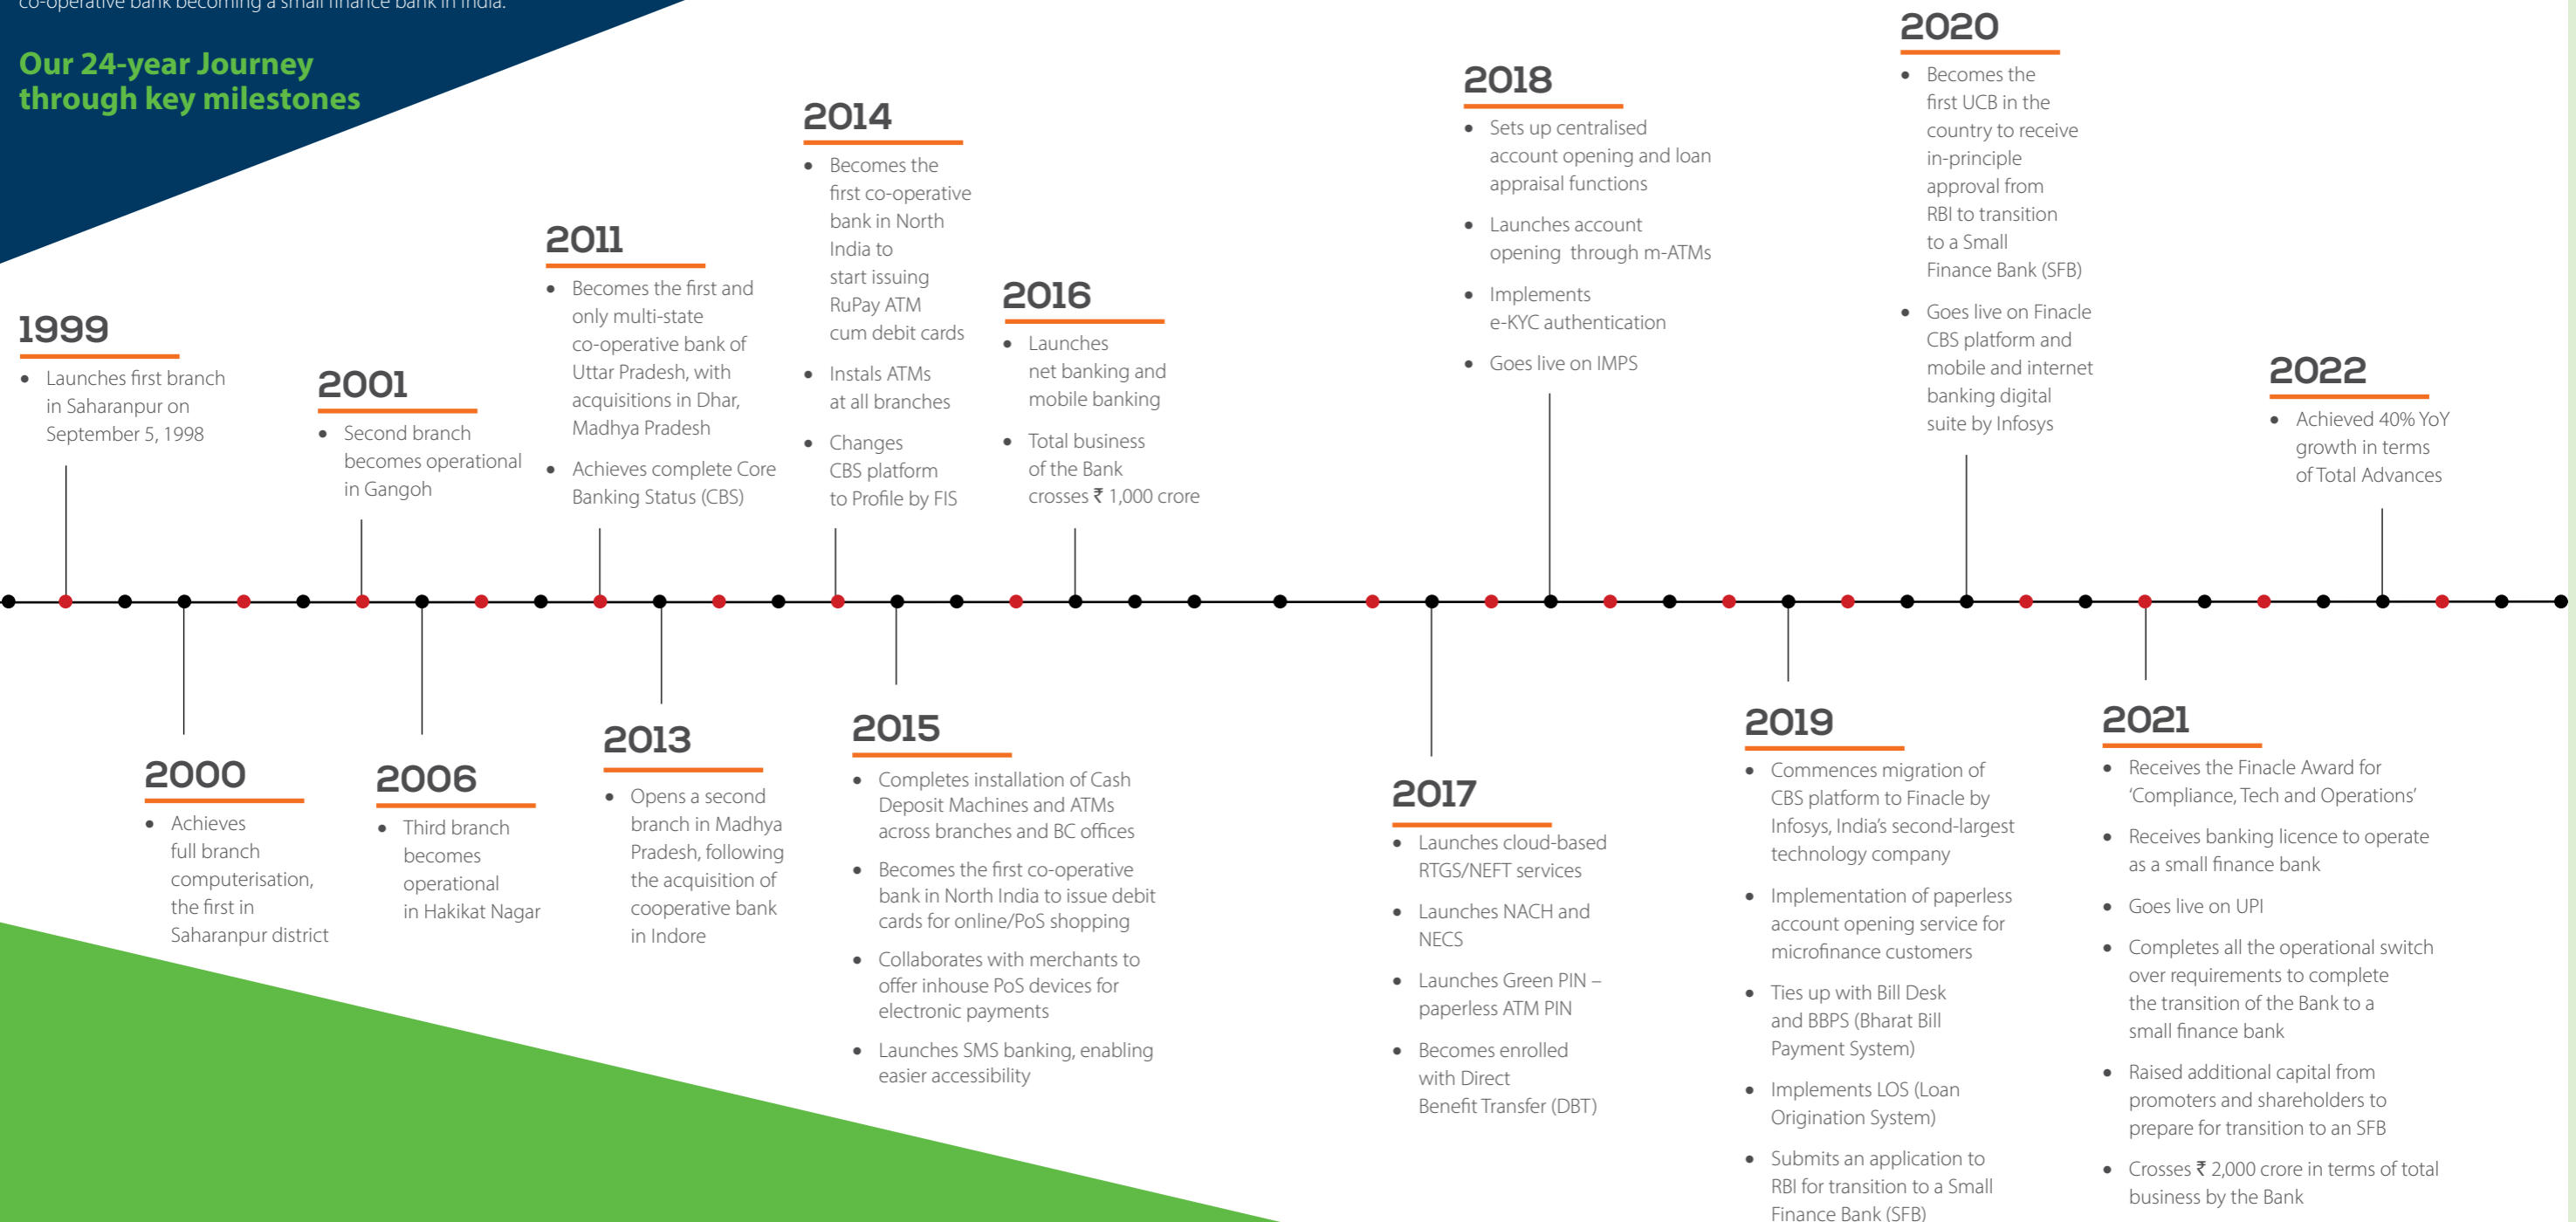 co-operative bank becoming a small finance bank in India.
Our 24-year Journey
through key milestones
1999
• Launches first branch
in Saharanpur on
September 5, 1998
2000
• Achieves
full branch
computerisation,
the first in
Saharanpur district
2001
• Second branch
becomes operational
in Gangoh
2006
• Third branch
becomes
operational
in Hakikat Nagar
2011
• Becomes the first and
only multi-state
co-operative bank of
Uttar Pradesh, with
acquisitions in Dhar,
Madhya Pradesh
• Achieves complete Core
Banking Status (CBS)
2013
• Opens a second
branch in Madhya
Pradesh, following
the acquisition of
cooperative bank
in Indore
2014
• Becomes the
first co-operative
bank in North
India to
start issuing
RuPay ATM
cum debit cards
• Instals ATMs
at all branches
• Changes
CBS platform
to Profile by FIS
2015
• Completes installation of Cash
Deposit Machines and ATMs
across branches and BC offices
• Becomes the first co-operative
bank in North India to issue debit
cards for online/PoS shopping
• Collaborates with merchants to
offer inhouse PoS devices for
electronic payments
• Launches SMS banking, enabling
easier accessibility
2016
• Launches
net banking and
mobile banking
• Total business
of the Bank
crosses ₹ 1,000 crore
2017
• Launches cloud-based
RTGS/NEFT services
• Launches NACH and
NECS
• Launches Green PIN –
paperless ATM PIN
• Becomes enrolled
with Direct
Benefit Transfer (DBT)
2018
• Sets up centralised
account opening and loan
appraisal functions
• Launches account
opening through m-ATMs
• Implements
e-KYC authentication
• Goes live on IMPS
2019
• Commences migration of
CBS platform to Finacle by
Infosys, India’s second-largest
technology company
• Implementation of paperless
account opening service for
microfinance customers
• Ties up with Bill Desk
and BBPS (Bharat Bill
Payment System)
• Implements LOS (Loan
Origination System)
• Submits an application to
RBI for transition to a Small
Finance Bank (SFB)
2020
• Becomes the
first UCB in the
country to receive
in-principle
approval from
RBI to transition
to a Small
Finance Bank (SFB)
• Goes live on Finacle
CBS platform and
mobile and internet
banking digital
suite by Infosys
2021
• Receives the Finacle Award for
‘Compliance, Tech and Operations’
• Receives banking licence to operate
as a small finance bank
• Goes live on UPI
• Completes all the operational switch
over requirements to complete
the transition of the Bank to a
small finance bank
• Raised additional capital from
promoters and shareholders to
prepare for transition to an SFB
• Crosses ₹ 2,000 crore in terms of total
business by the Bank
2022
• Achieved 40% YoY
growth in terms
of Total Advances